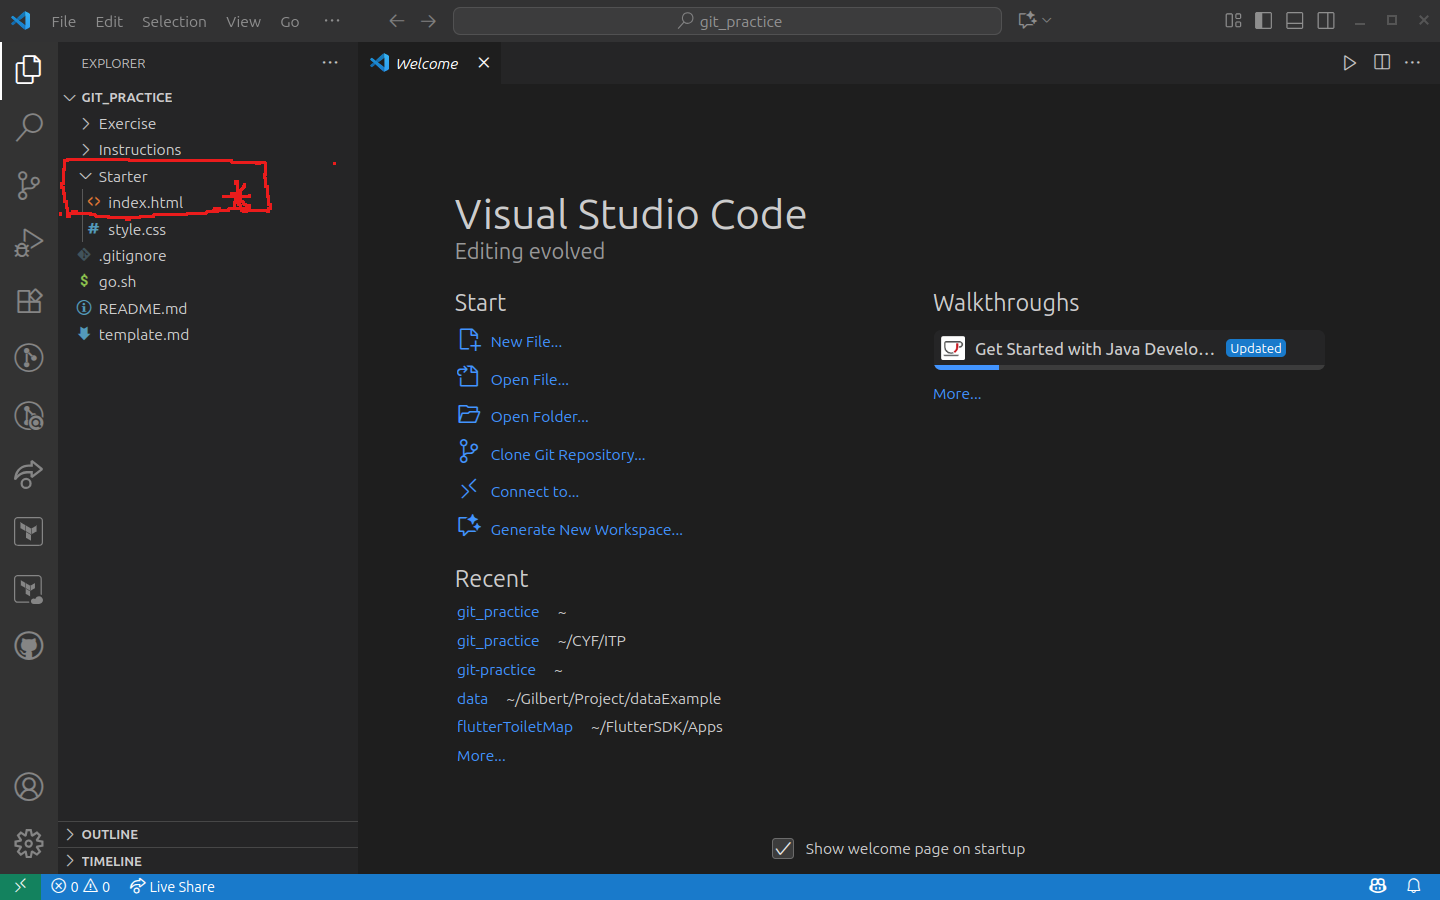 File Edit Selection View Go ···
git_practice
EXPLORER ···
Welcome
GIT_PRACTICE
Exercise
Instructions
Starter
index.html
style.css
.gitignore
go.sh
README.md
template.md
Visual Studio Code
Editing evolved
Start
New File...
Open File...
Open Folder...
Clone Git Repository...
Connect to...
Generate New Workspace...
Recent
git_practice ~
git_practice ~/CYF/ITP
git-practice ~
data ~/Gilbert/Project/dataExample
flutterToiletMap ~/FlutterSDK/Apps
More...
Walkthroughs
Get Started with Java Develo... Updated
More...
Show welcome page on startup
OUTLINE
TIMELINE
0 0 Live Share